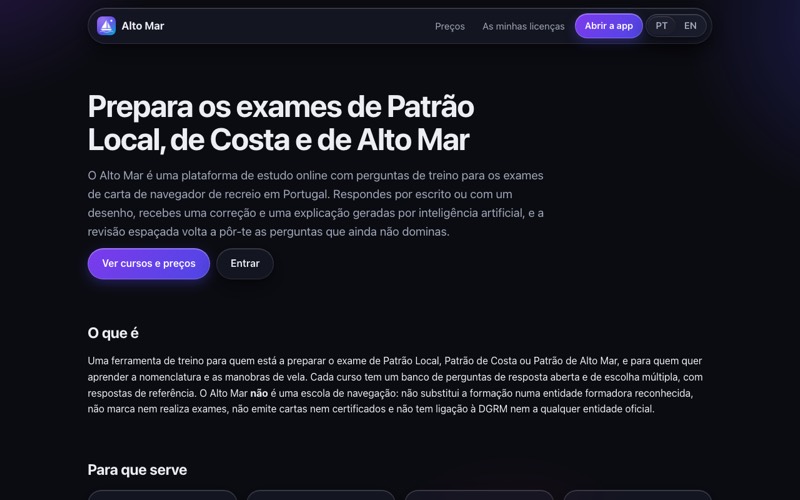 Alto Mar
Preços
As minhas licenças
Abrir a app
PT
EN
Prepara os exames de Patrão
Local, de Costa e de Alto Mar
O Alto Mar é uma plataforma de estudo online com perguntas de treino para os exames
de carta de navegador de recreio em Portugal. Respondes por escrito ou com um
desenho, recebes uma correção e uma explicação geradas por inteligência artificial, e a
revisão espaçada volta a pôr-te as perguntas que ainda não dominas.
Ver cursos e preços
Entrar
O que é
Uma ferramenta de treino para quem está a preparar o exame de Patrão Local, Patrão de Costa ou Patrão de Alto Mar, e para quem quer
aprender a nomenclatura e as manobras de vela. Cada curso tem um banco de perguntas de resposta aberta e de escolha múltipla, com
respostas de referência. O Alto Mar não é uma escola de navegação: não substitui a formação numa entidade formadora reconhecida,
não marca nem realiza exames, não emite cartas nem certificados e não tem ligação à DGRM nem a qualquer entidade oficial.
Para que serve